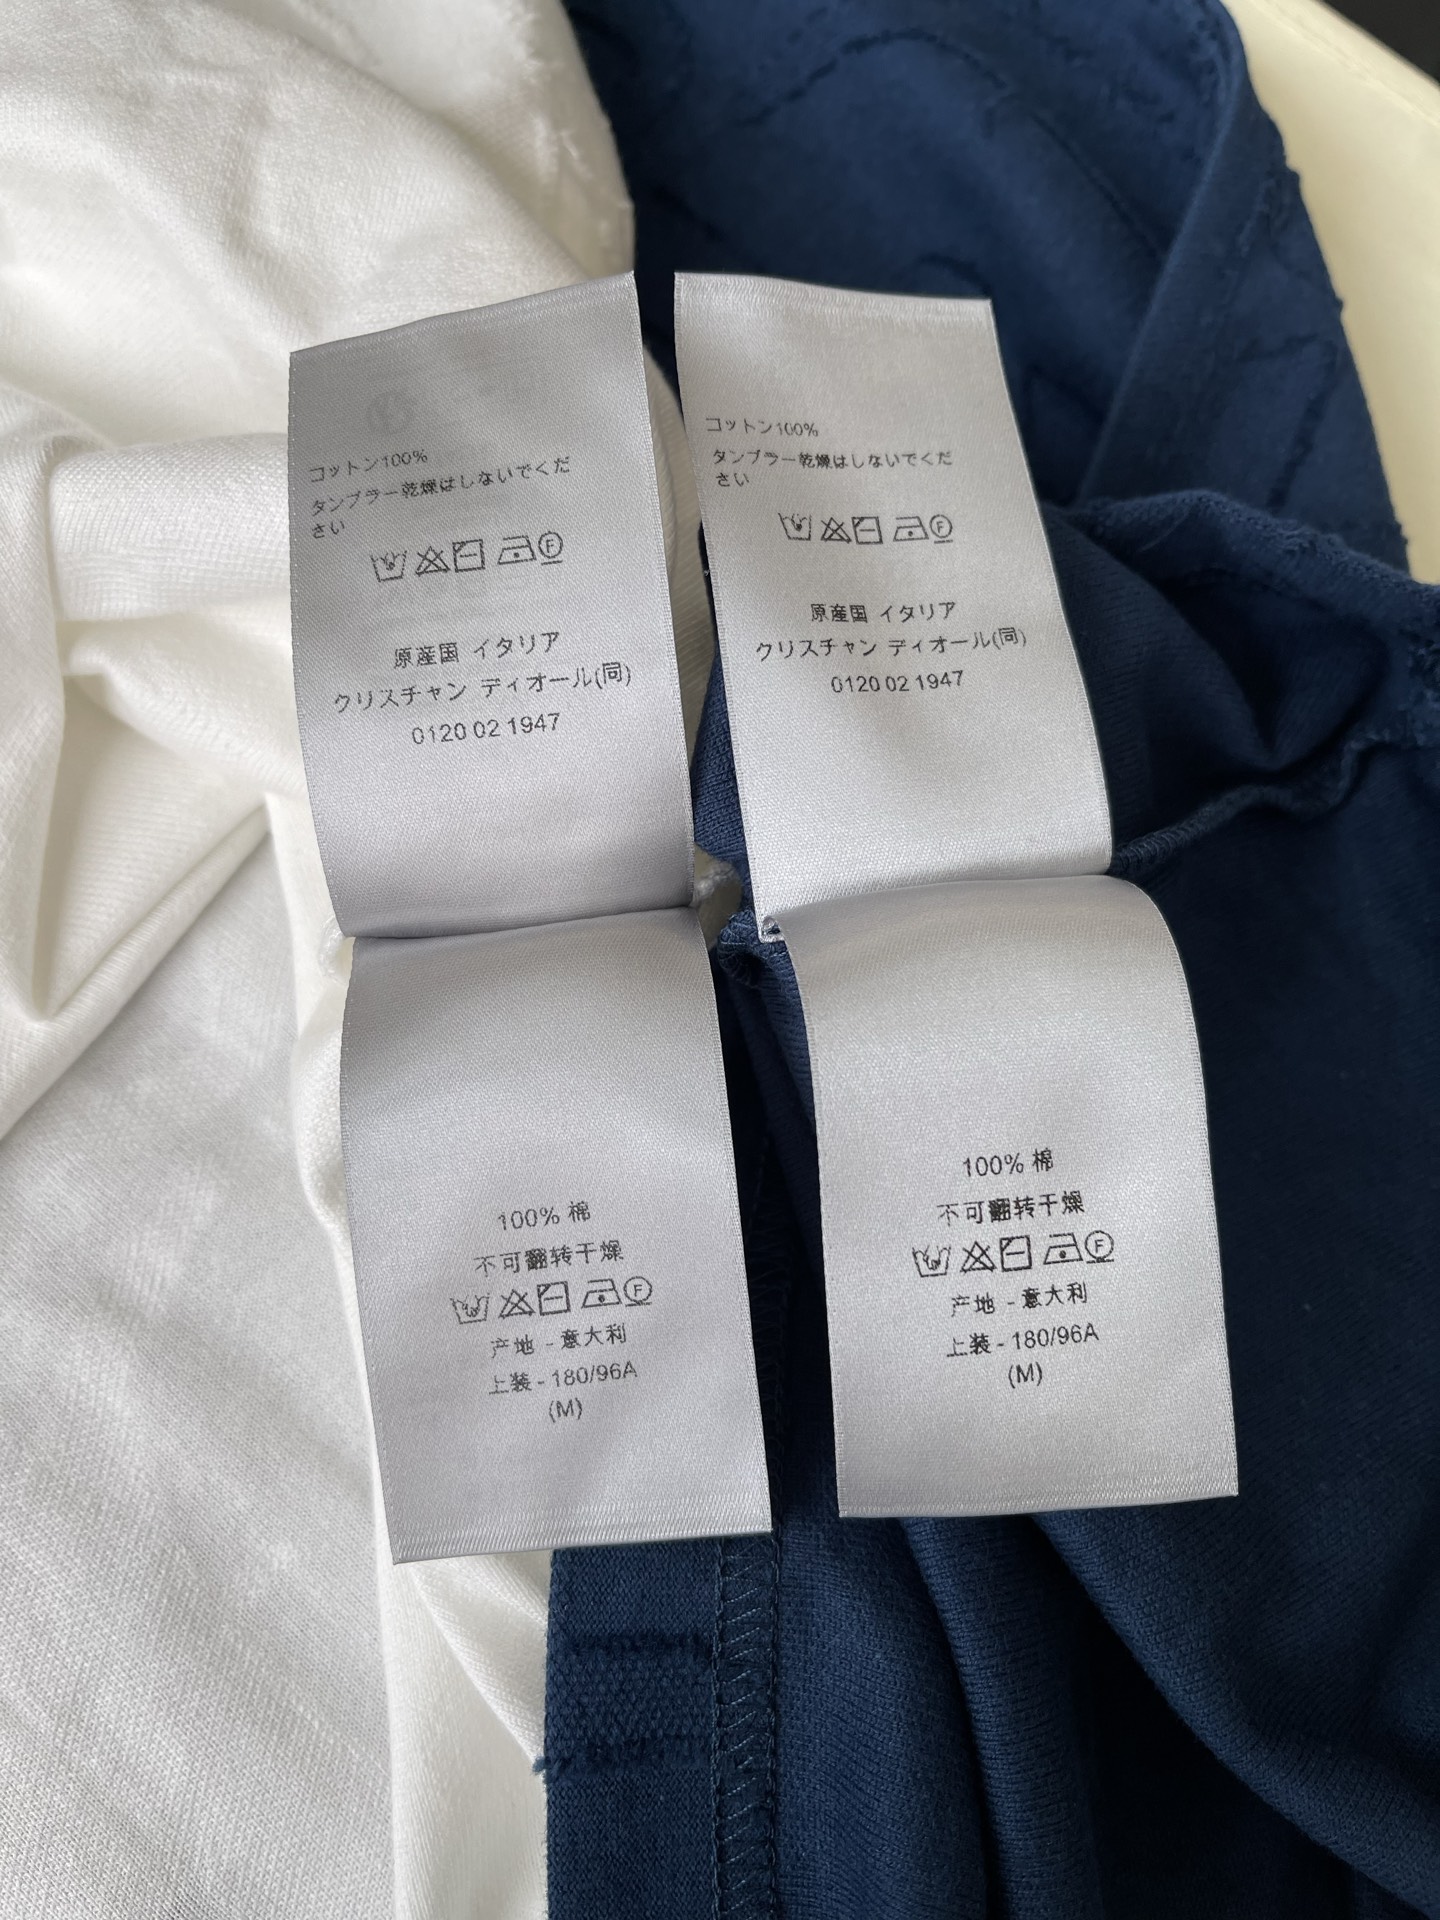 コットン100%
タンブラー乾燥はしないでくだ
さい
F
原産国 イタリア
クリスチャン ディオール(同)
0120 02 1947
コットン100%
タンブラー乾燥はしないでくだ
さい
F
原産国 イタリア
クリスチャン ディオール(同)
0120 02 1947
100% 棉
不可翻转干燥
F
产地 - 意大利
上装 - 180/96A
(M)
100% 棉
不可翻转干燥
F
产地 - 意大利
上装 - 180/96A
(M)